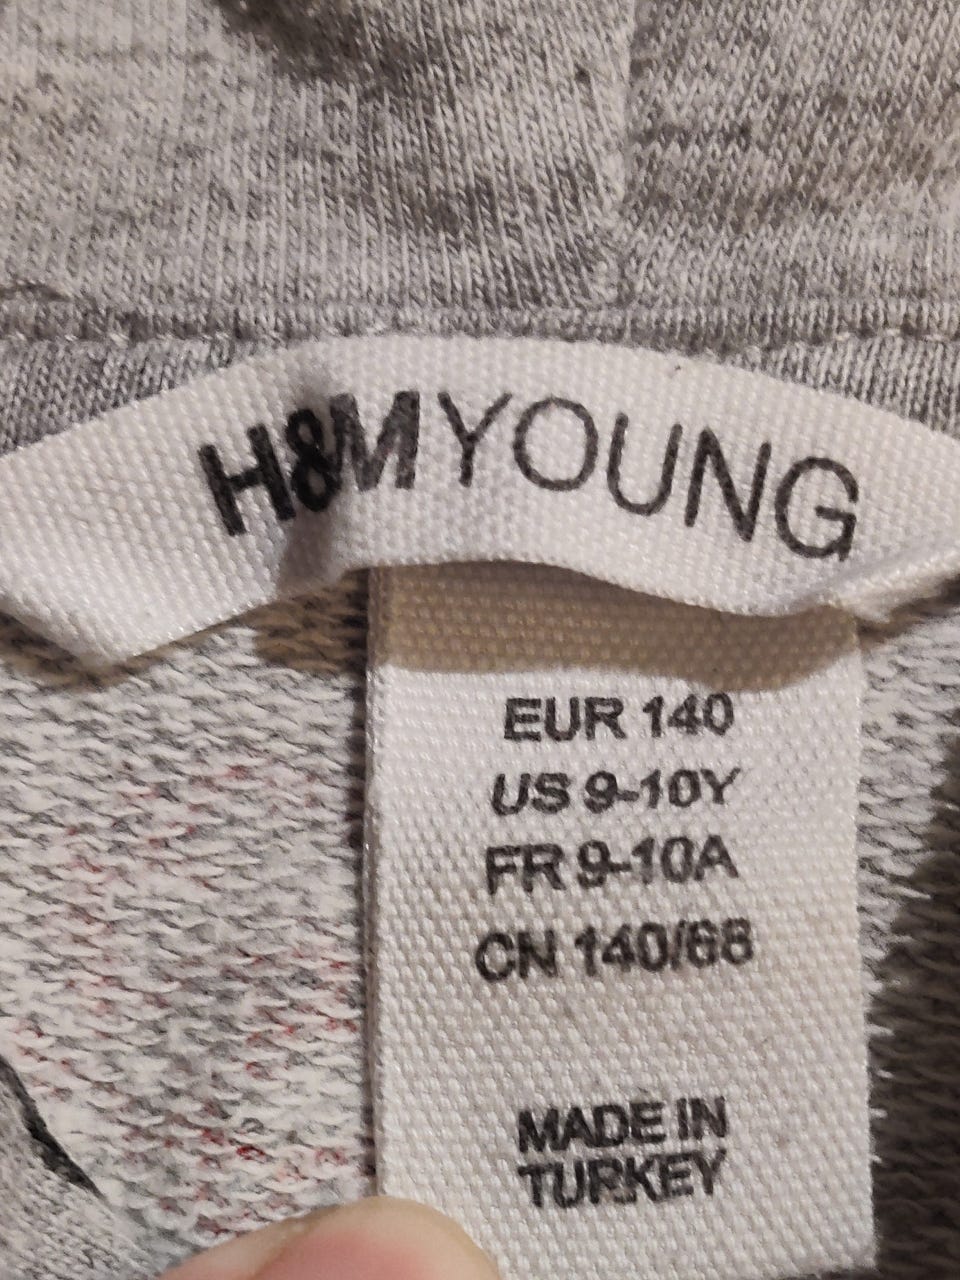 H&M YOUNG
EUR 140
US 9-10Y
FR 9-10A
CN 140/68
MADE IN
TURKEY